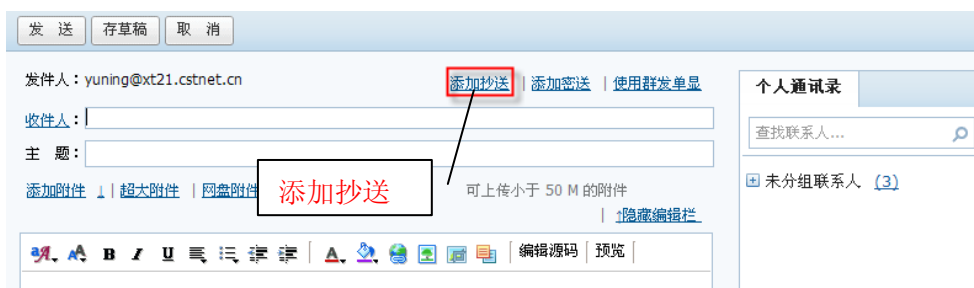 发 送 存草稿 取 消
发件人：yuning@xt21.cstnet.cn 添加抄送 | 添加密送 | 使用群发单显
收件人：
主 题：
添加附件 ↓ | 超大附件 | 网盘附件 可上传小于 50 M 的附件
添加抄送
| ↑隐藏编辑栏
B I U A 编辑源码 预览
个人通讯录
查找联系人...
未分组联系人 (3)